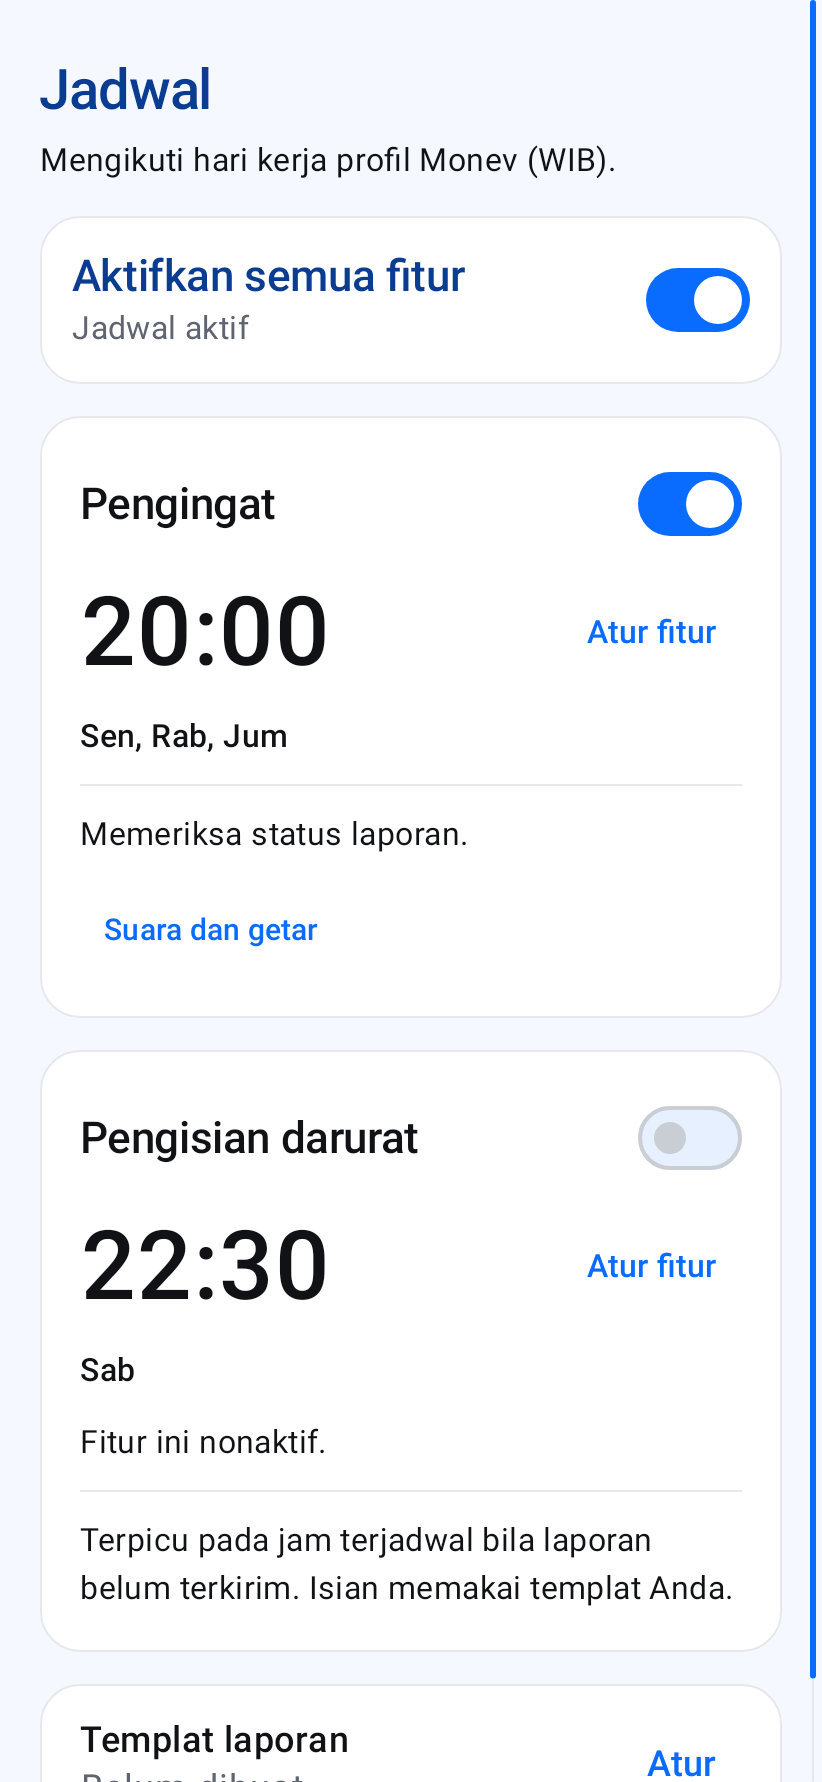 Jadwal
Mengikuti hari kerja profil Monev (WIB).
Aktifkan semua fitur
Jadwal aktif
Pengingat
20:00
Atur fitur
Sen, Rab, Jum
Memeriksa status laporan.
Suara dan getar
Pengisian darurat
22:30
Atur fitur
Sab
Fitur ini nonaktif.
Terpicu pada jam terjadwal bila laporan
belum terkirim. Isian memakai templat Anda.
Templat laporan
Atur
Belum dibuat